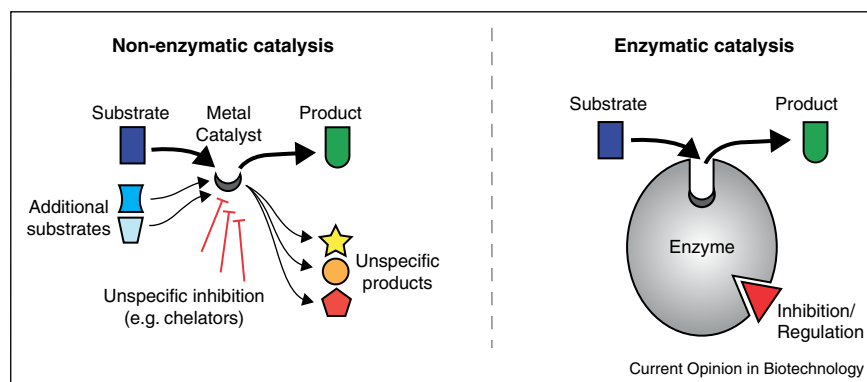 Non-enzymatic catalysis
Substrate
Metal
Catalyst
Product
Additional
substrates
Unspecific
products
Unspecific inhibition
(e.g. chelators)
Enzymatic catalysis
Substrate
Product
Enzyme
Inhibition/
Regulation
Current Opinion in Biotechnology